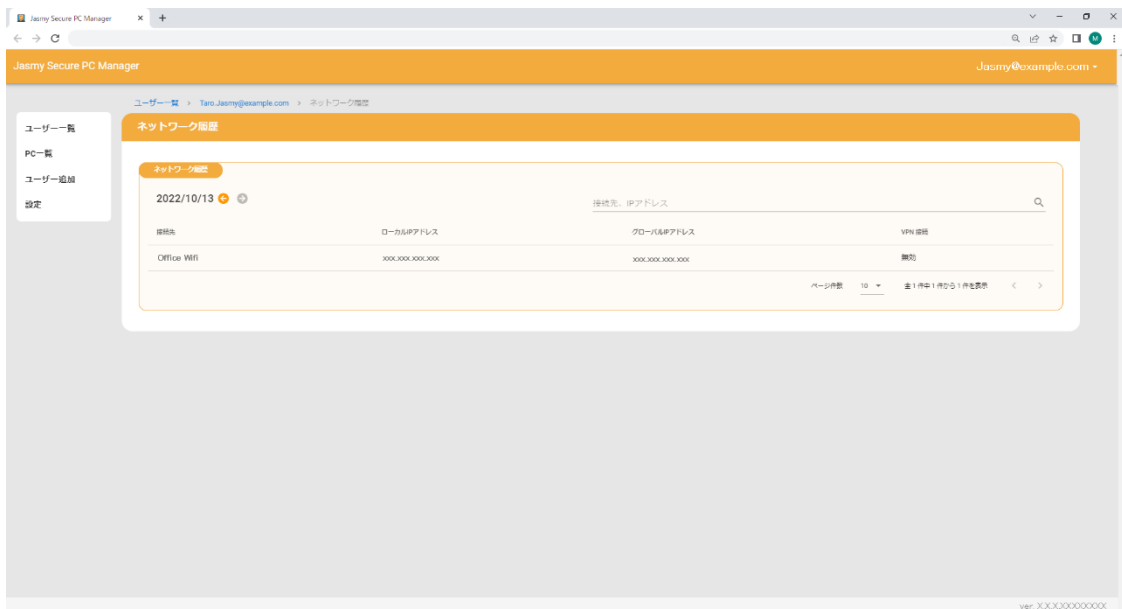 Jasmy Secure PC Manager
Jasmy Secure PC Manager
Jasmy@example.com
ユーザー一覧 > Taro.Jasmy@example.com > ネットワーク履歴
ユーザー一覧
PC一覧
ユーザー追加
設定
ネットワーク履歴
ネットワーク履歴
2022/10/13
接続先、IPアドレス
接続先 ローカルIPアドレス グローバルIPアドレス VPN 接続
Office Wifi xxx.xxx.xxx.xxx xxx.xxx.xxx.xxx 無効
ページ件数 10 全 1 件中 1 件から 1 件を表示
ver. X.X.X.XXXXXXXX